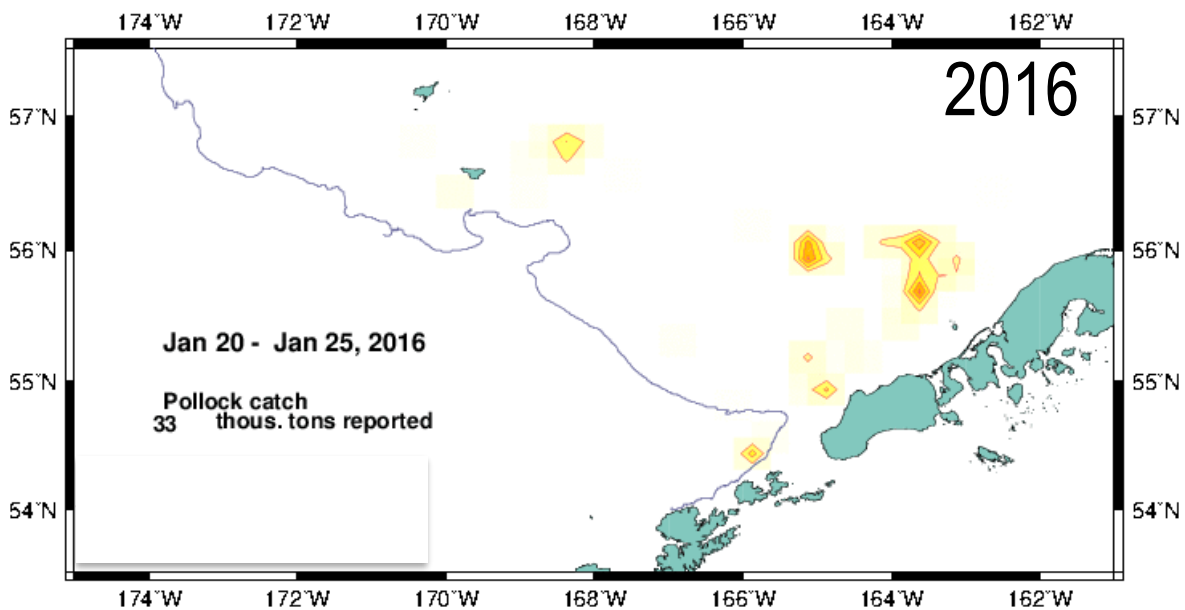 174°W 172°W 170°W 168°W 166°W 164°W 162°W
2016
57°N 57°N
56°N 56°N
Jan 20 - Jan 25, 2016
55°N 55°N
Pollock catch
33 thous. tons reported
54°N 54°N
174°W 172°W 170°W 168°W 166°W 164°W 162°W